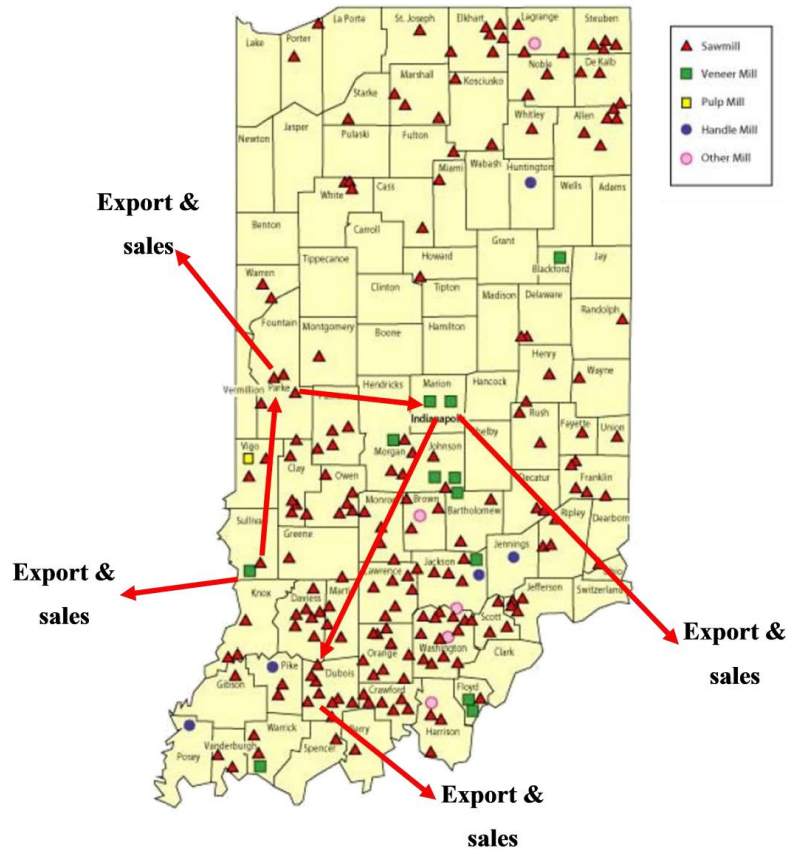 La Porte
St. Joseph
Elkhart
Lagrange
Steuben
Lake
Porter
Noble
De Kalb
Marshall
Kosciusko
Starke
Whitley
Allen
Newton
Jasper
Pulaski
Fulton
Miami
Wabash
Huntington
White
Cass
Wells
Adams
Benton
Carroll
Grant
Howard
Blackford
Jay
Tippecanoe
Warren
Clinton
Tipton
Madison
Delaware
Randolph
Fountain
Montgomery
Boone
Hamilton
Henry
Wayne
Vermillion
Parke
Hendricks
Marion
Hancock
Indianapol
Rush
Fayette
Union
Vigo
Clay
Morgan
Johnson
Shelby
Owen
Decatur
Franklin
Monro
Brown
Bartholomew
Ripley
Dearborn
Sulliva
Greene
Jennings
Jackson
Ohio
Lawrence
Jefferson
Switzerland
Knox
Daviess
Mart
Scott
Orange
Washington
Clark
Pike
Dubois
Gibson
Crawford
Floyd
Warrick
Harrison
Posey
Vanderburgh
Spencer
Perry
Sawmill
Veneer Mill
Pulp Mill
Handle Mill
Other Mill
Export &
sales
Export &
sales
Export &
sales
Export &
sales